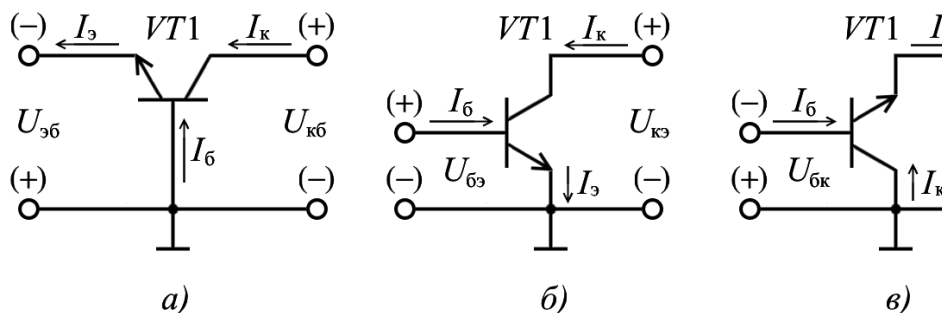 (−) Iэ VT1 Iк (+)
Uэб Iб Uкб
(+) (−)
а)
VT1 Iк (+)
(+) Iб
Uбэ Uкэ
(−) Iэ (−)
б)
VT1 I
(−) Iб
Uбк
(+) Iк
в)